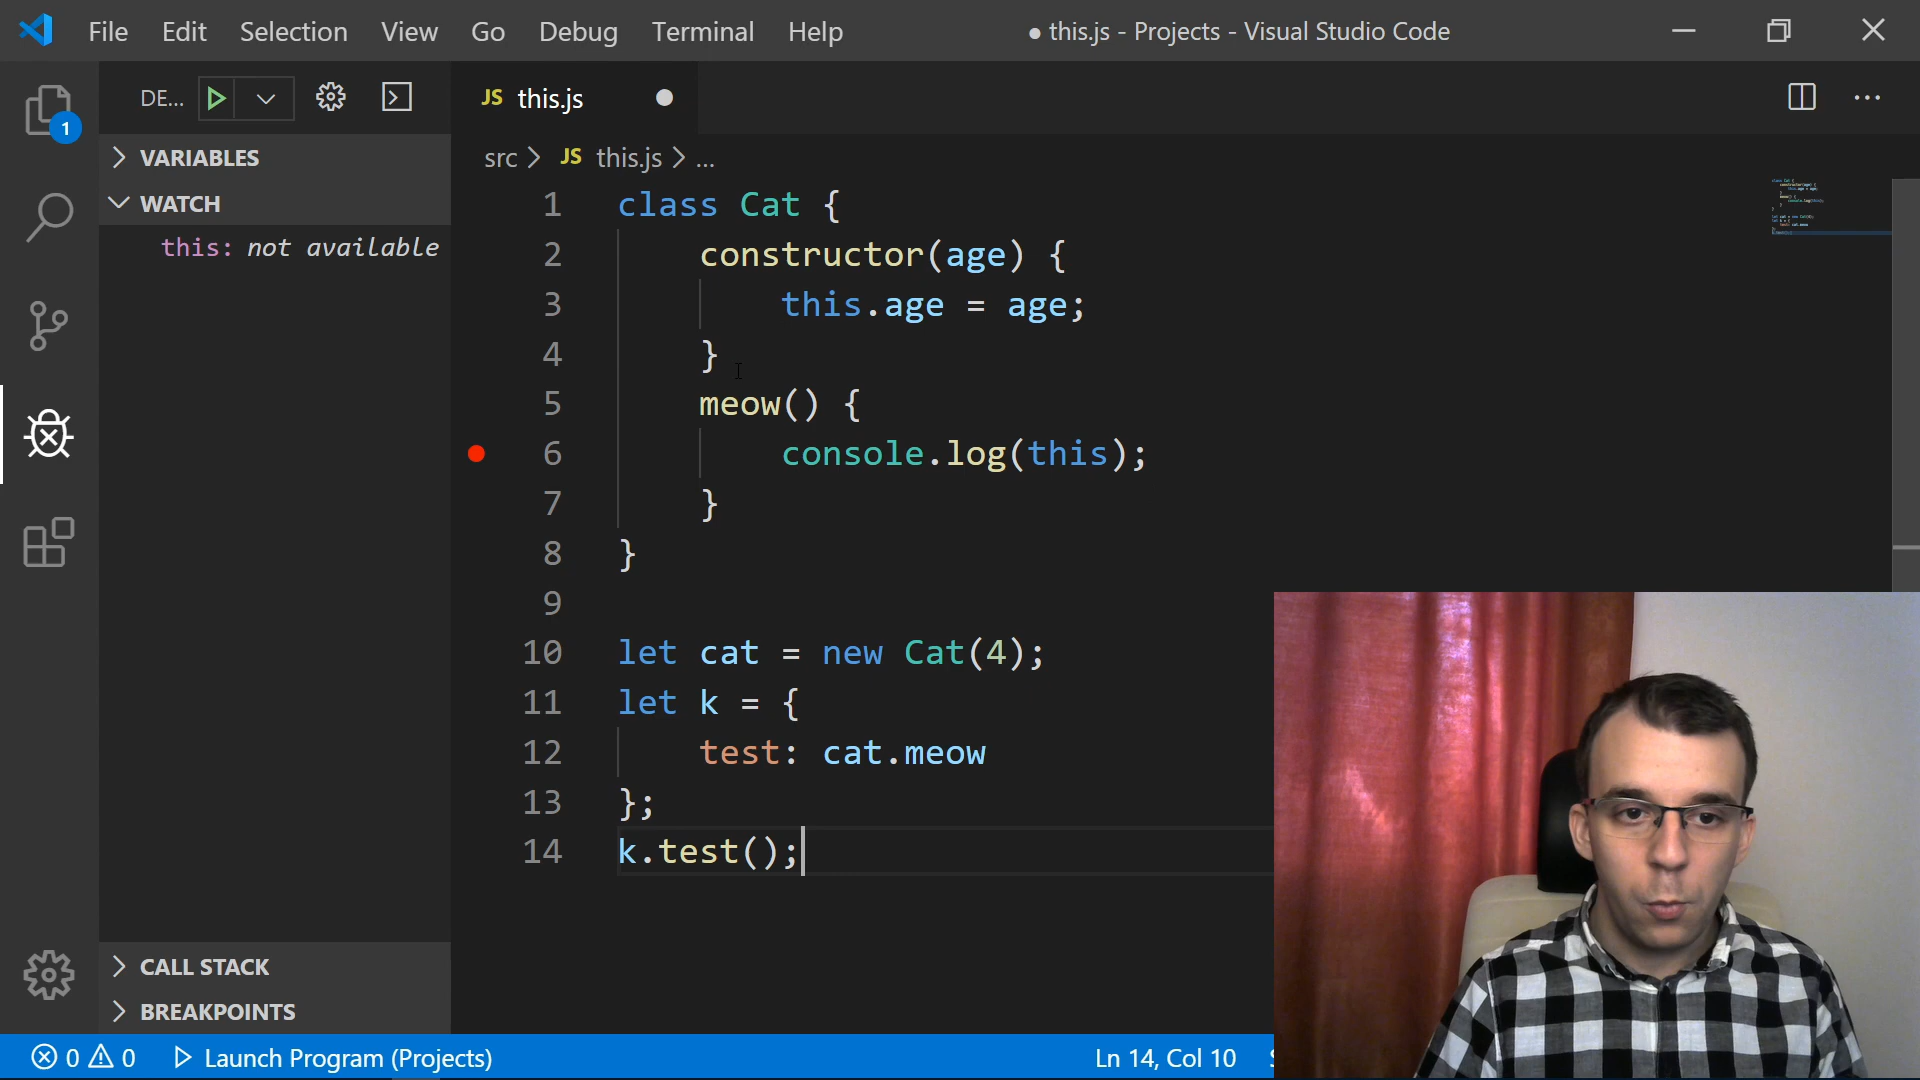 File Edit Selection View Go Debug Terminal Help ● this.js - Projects - Visual Studio Code
DE...
JS this.js
1
VARIABLES
WATCH
this: not available
src > JS this.js > ...
1 class Cat {
2 constructor(age) {
3 this.age = age;
4 }
5 meow() {
6 console.log(this);
7 }
8 }
9
10 let cat = new Cat(4);
11 let k = {
12 test: cat.meow
13 };
14 k.test();
CALL STACK
BREAKPOINTS
0 0 Launch Program (Projects) Ln 14, Col 10